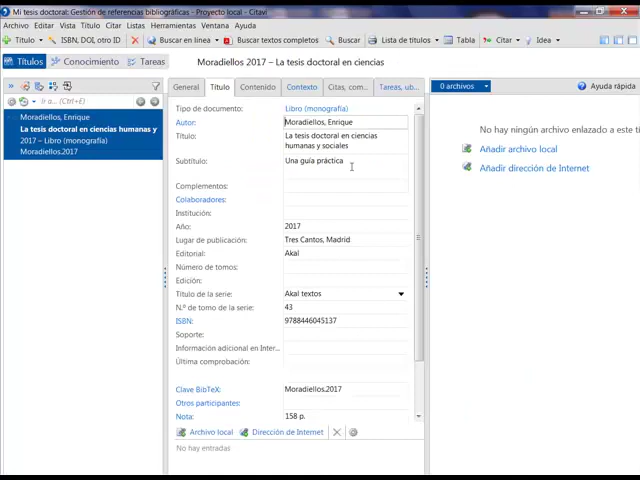 Mi tesis doctoral: Gestión de referencias bibliográficas - Proyecto local - Citavi
Archivo Editar Vista Título Citas Listas Herramientas Ventana Ayuda
Título ISBN, DOI, otro ID Buscar en línea Buscar textos completos Buscar Lista de títulos Tabla Citar Idea
Títulos Conocimiento Tareas Moradiellos 2017 – La tesis doctoral en ciencias
General Título Contenido Contexto Citas, com... Tareas, ub... 0 archivos Ayuda rápida
Ir a... (Ctrl+E)
Moradiellos, Enrique
La tesis doctoral en ciencias humanas y
2017 – Libro (monografía)
Moradiellos.2017
Tipo de documento: Libro (monografía)
Autor: Moradiellos, Enrique
Título: La tesis doctoral en ciencias
humanas y sociales
Subtítulo: Una guía práctica
Complementos:
Colaboradores:
Institución:
Año: 2017
Lugar de publicación: Tres Cantos, Madrid
Editorial: Akal
Número de tomos:
Edición:
Título de la serie: Akal textos
N.º de tomo de la serie: 43
ISBN: 9788446045137
Soporte:
Información adicional en Inter...
Última comprobación:
Clave BibTeX: Moradiellos.2017
Otros participantes:
Nota: 158 p.
Archivo local Dirección de Internet
No hay entradas
No hay ningún archivo enlazado a este tí
Añadir archivo local
Añadir dirección de Internet